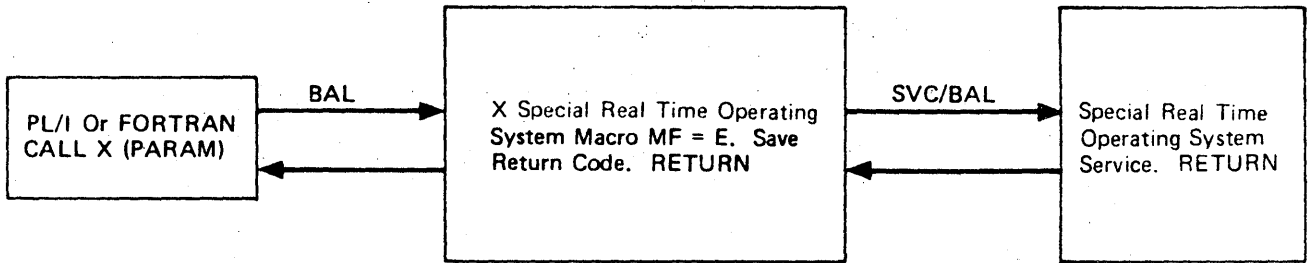 PL/I Or FORTRAN
CALL X (PARAM)
BAL
X Special Real Time Operating
System Macro MF = E. Save
Return Code. RETURN
SVC/BAL
Special Real Time
Operating System
Service. RETURN